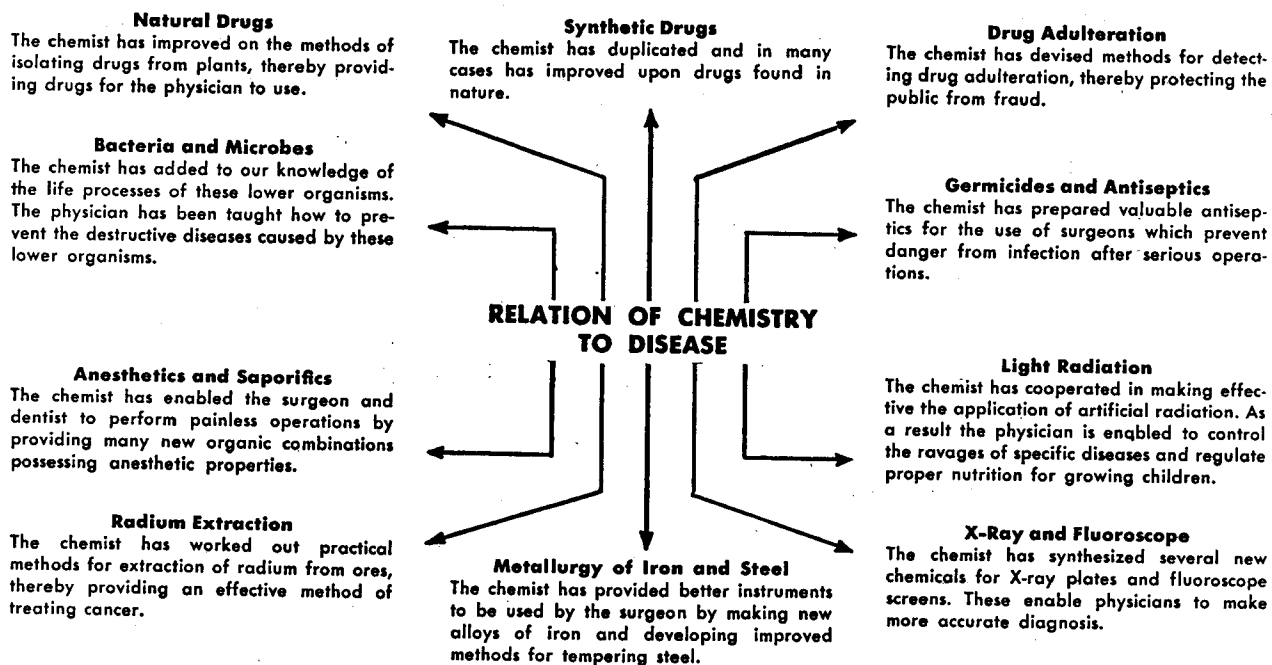 Natural Drugs
The chemist has improved on the methods of
isolating drugs from plants, thereby provid-
ing drugs for the physician to use.
Synthetic Drugs
The chemist has duplicated and in many
cases has improved upon drugs found in
nature.
Drug Adulteration
The chemist has devised methods for detect-
ing drug adulteration, thereby protecting the
public from fraud.
Bacteria and Microbes
The chemist has added to our knowledge of
the life processes of these lower organisms.
The physician has been taught how to pre-
vent the destructive diseases caused by these
lower organisms.
Germicides and Antiseptics
The chemist has prepared valuable antisep-
tics for the use of surgeons which prevent
danger from infection after serious opera-
tions.
RELATION OF CHEMISTRY
TO DISEASE
Anesthetics and Saporifics
The chemist has enabled the surgeon and
dentist to perform painless operations by
providing many new organic combinations
possessing anesthetic properties.
Light Radiation
The chemist has cooperated in making effec-
tive the application of artificial radiation. As
a result the physician is enabled to control
the ravages of specific diseases and regulate
proper nutrition for growing children.
Radium Extraction
The chemist has worked out practical
methods for extraction of radium from ores,
thereby providing an effective method of
treating cancer.
Metallurgy of Iron and Steel
The chemist has provided better instruments
to be used by the surgeon by making new
alloys of iron and developing improved
methods for tempering steel.
X-Ray and Fluoroscope
The chemist has synthesized several new
chemicals for X-ray plates and fluoroscope
screens. These enable physicians to make
more accurate diagnosis.